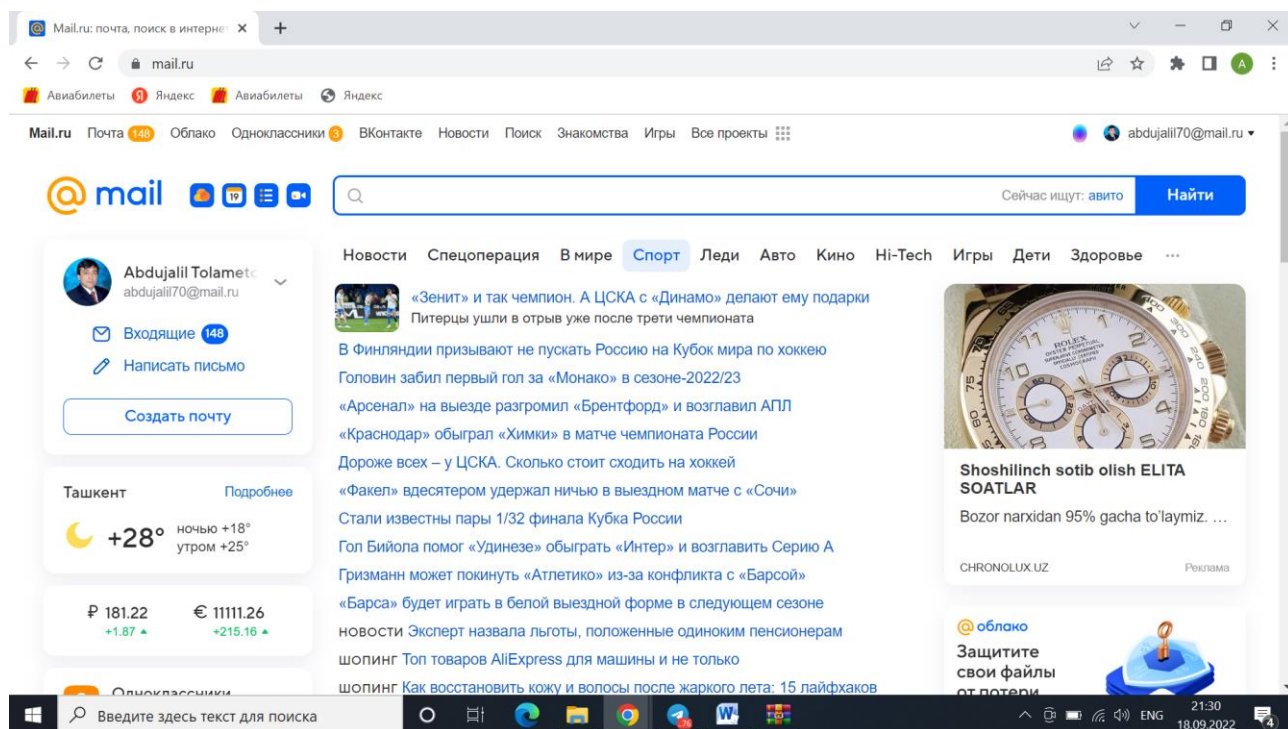 Mail.ru: почта, поиск в интернет
mail.ru
A
Авиабилеты Яндекс Авиабилеты Яндекс
Mail.ru Почта 148 Облако Одноклассники 3 ВКонтакте Новости Поиск Знакомства Игры Все проекты abdujalil70@mail.ru
@mail 19 Сейчас ищут: авито Найти
Новости Спецоперация В мире Спорт Леди Авто Кино Hi-Tech Игры Дети Здоровье ...
Abdujalil Tolametc
abdujalil70@mail.ru
Входящие 148
Написать письмо
Создать почту
Ташкент Подробнее
+28° ночью +18°
утром +25°
₽ 181.22 € 11111.26
+1.87 +215.16
Одноклассники
«Зенит» и так чемпион. А ЦСКА с «Динамо» делают ему подарки
Питерцы ушли в отрыв уже после трети чемпионата
В Финляндии призывают не пускать Россию на Кубок мира по хоккею
Головин забил первый гол за «Монако» в сезоне-2022/23
«Арсенал» на выезде разгромил «Брентфорд» и возглавил АПЛ
«Краснодар» обыграл «Химки» в матче чемпионата России
Дороже всех – у ЦСКА. Сколько стоит сходить на хоккей
«Факел» вдесятером удержал ничью в выездном матче с «Сочи»
Стали известны пары 1/32 финала Кубка России
Гол Бийола помог «Удинезе» обыграть «Интер» и возглавить Серию А
Гризманн может покинуть «Атлетико» из-за конфликта с «Барсой»
«Барса» будет играть в белой выездной форме в следующем сезоне
НОВОСТИ Эксперт назвала льготы, положенные одиноким пенсионерам
ШОПИНГ Топ товаров AliExpress для машины и не только
ШОПИНГ Как восстановить кожу и волосы после жаркого лета: 15 лайфхаков
ROLEX
Shoshilinch sotib olish ELITA
SOATLAR
Bozor narxidan 95% gacha to'laymiz. ...
CHRONOLUX.UZ Реклама
@облако
Защитите
свои файлы
от потери
Введите здесь текст для поиска
ENG
21:30
18.09.2022
4